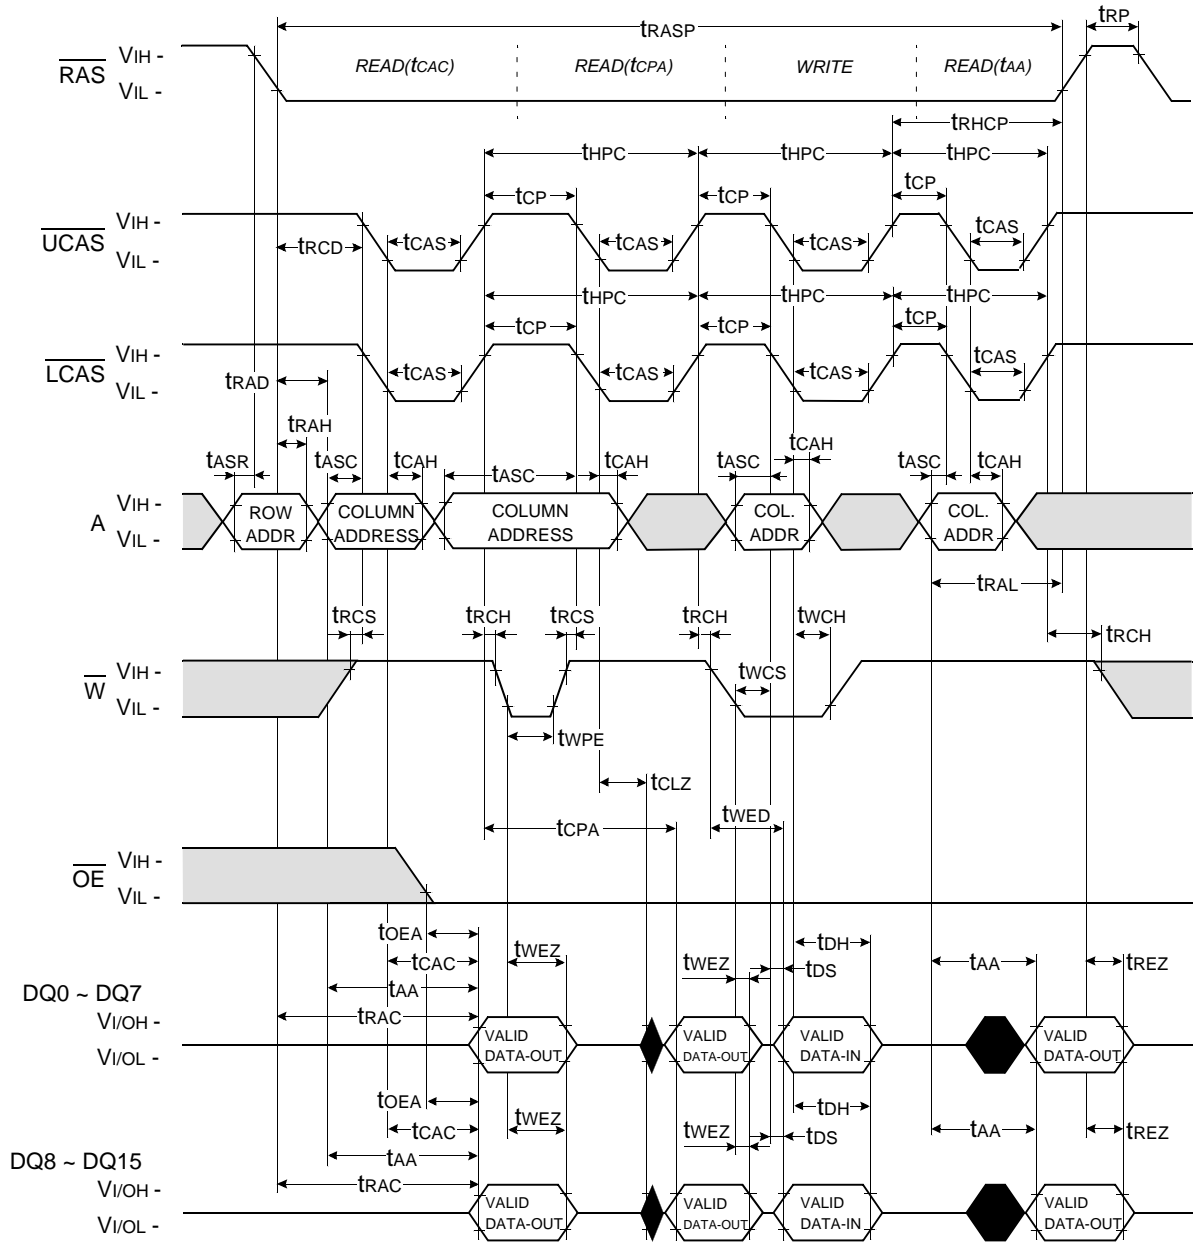 tRASP tRP
RAS VIH - READ(tCAC) READ(tCPA) WRITE READ(tAA)
VIL -
tRHCP
tHPC tHPC tHPC
tCP tCP tCP
UCAS VIH - tRCD tCAS tCAS tCAS tCAS
VIL -
tHPC tHPC tHPC
tCP tCP tCP
LCAS VIH - tCAS tCAS tCAS tCAS
VIL - tRAD
tRAH
tASR tASC tCAH tASC tCAH tASC tCAH tASC tCAH
A VIH - ROW COLUMN COLUMN COL. COL.
VIL - ADDR ADDRESS ADDRESS ADDR ADDR
tRAL
tRCS tRCH tRCS tRCH tWCH tRCH
W VIH - tWCS
VIL -
tWPE
tCLZ
tCPA tWED
OE VIH -
VIL -
tOEA tWEZ tDH
tCAC tWEZ tDS tAA tREZ
tAA
DQ0 ~ DQ7 tRAC
VI/OH - VALID VALID VALID VALID
VI/OL - DATA-OUT DATA-OUT DATA-IN DATA-OUT
tOEA tWEZ tDH
tCAC tWEZ tDS tAA tREZ
tAA
DQ8 ~ DQ15 tRAC
VI/OH - VALID VALID VALID VALID
VI/OL - DATA-OUT DATA-OUT DATA-IN DATA-OUT